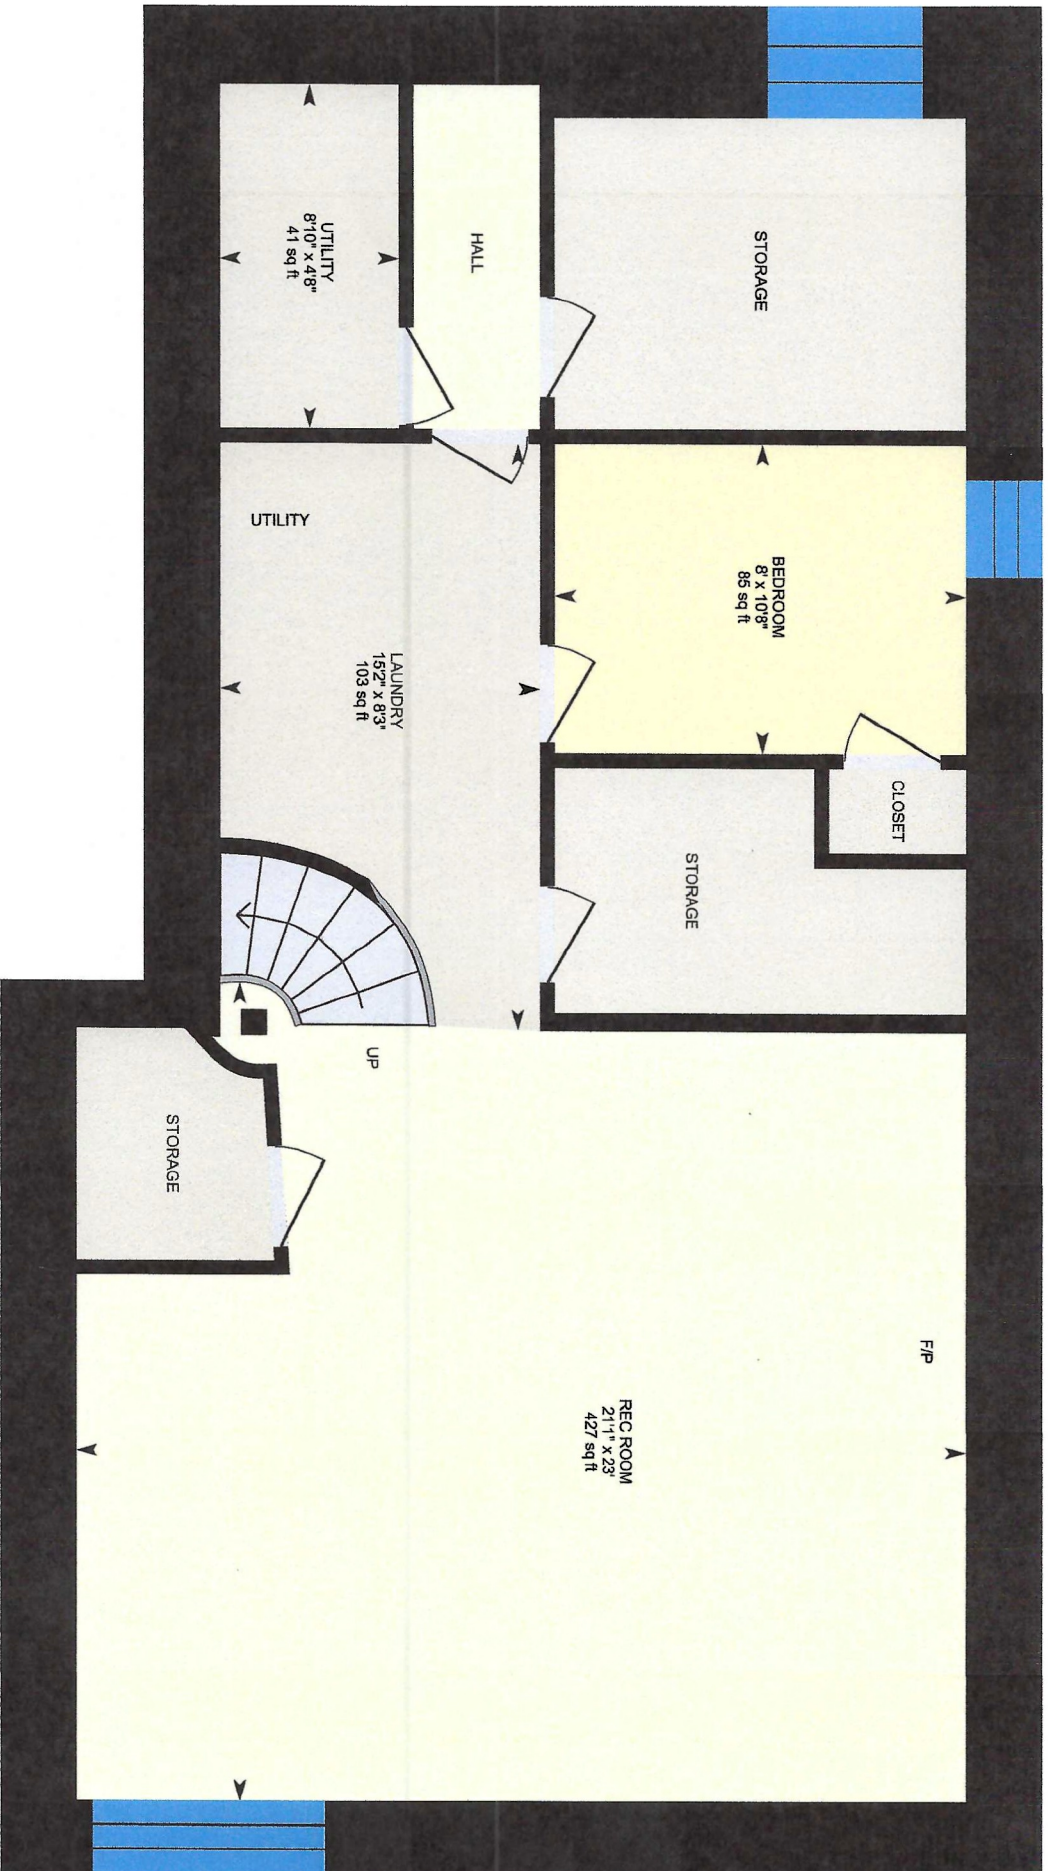 STORAGE
BEDROOM
8' x 10'8"
85 sq ft
CLOSET
STORAGE
F/P
HALL
UTILITY
8'10" x 4'8"
41 sq ft
UTILITY
LAUNDRY
15'2" x 8'3"
103 sq ft
UP
STORAGE
REC ROOM
21'1" x 23'
427 sq ft